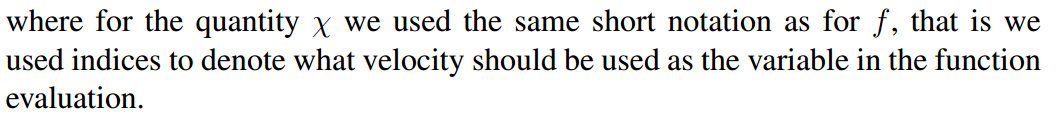 where for the quantity χ we used the same short notation as for f, that is we
used indices to denote what velocity should be used as the variable in the function
evaluation.